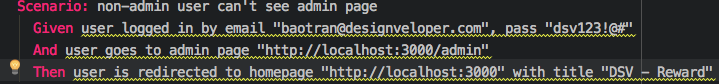 Scenario: non-admin user can't see admin page
Given user logged in by email "baotran@designveloper.com", pass "dsv123!@#"
And user goes to admin page "http://localhost:3000/admin"
Then user is redirected to homepage "http://localhost:3000" with title "DSV – Reward"